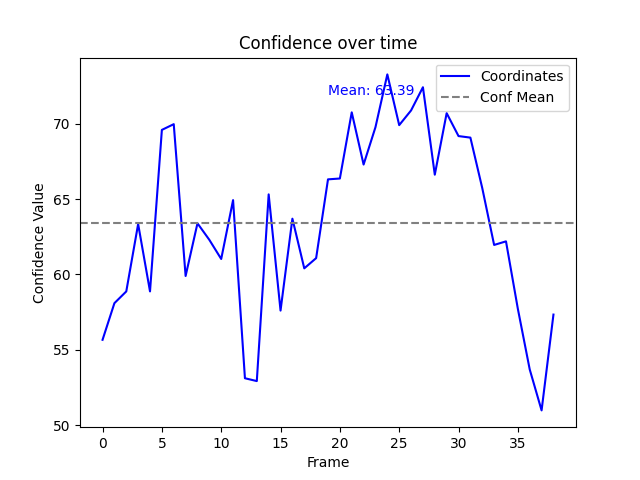 Confidence over time
Mean: 63.39
Coordinates
Conf Mean
Confidence Value
70
65
60
55
50
0 5 10 15 20 25 30 35
Frame